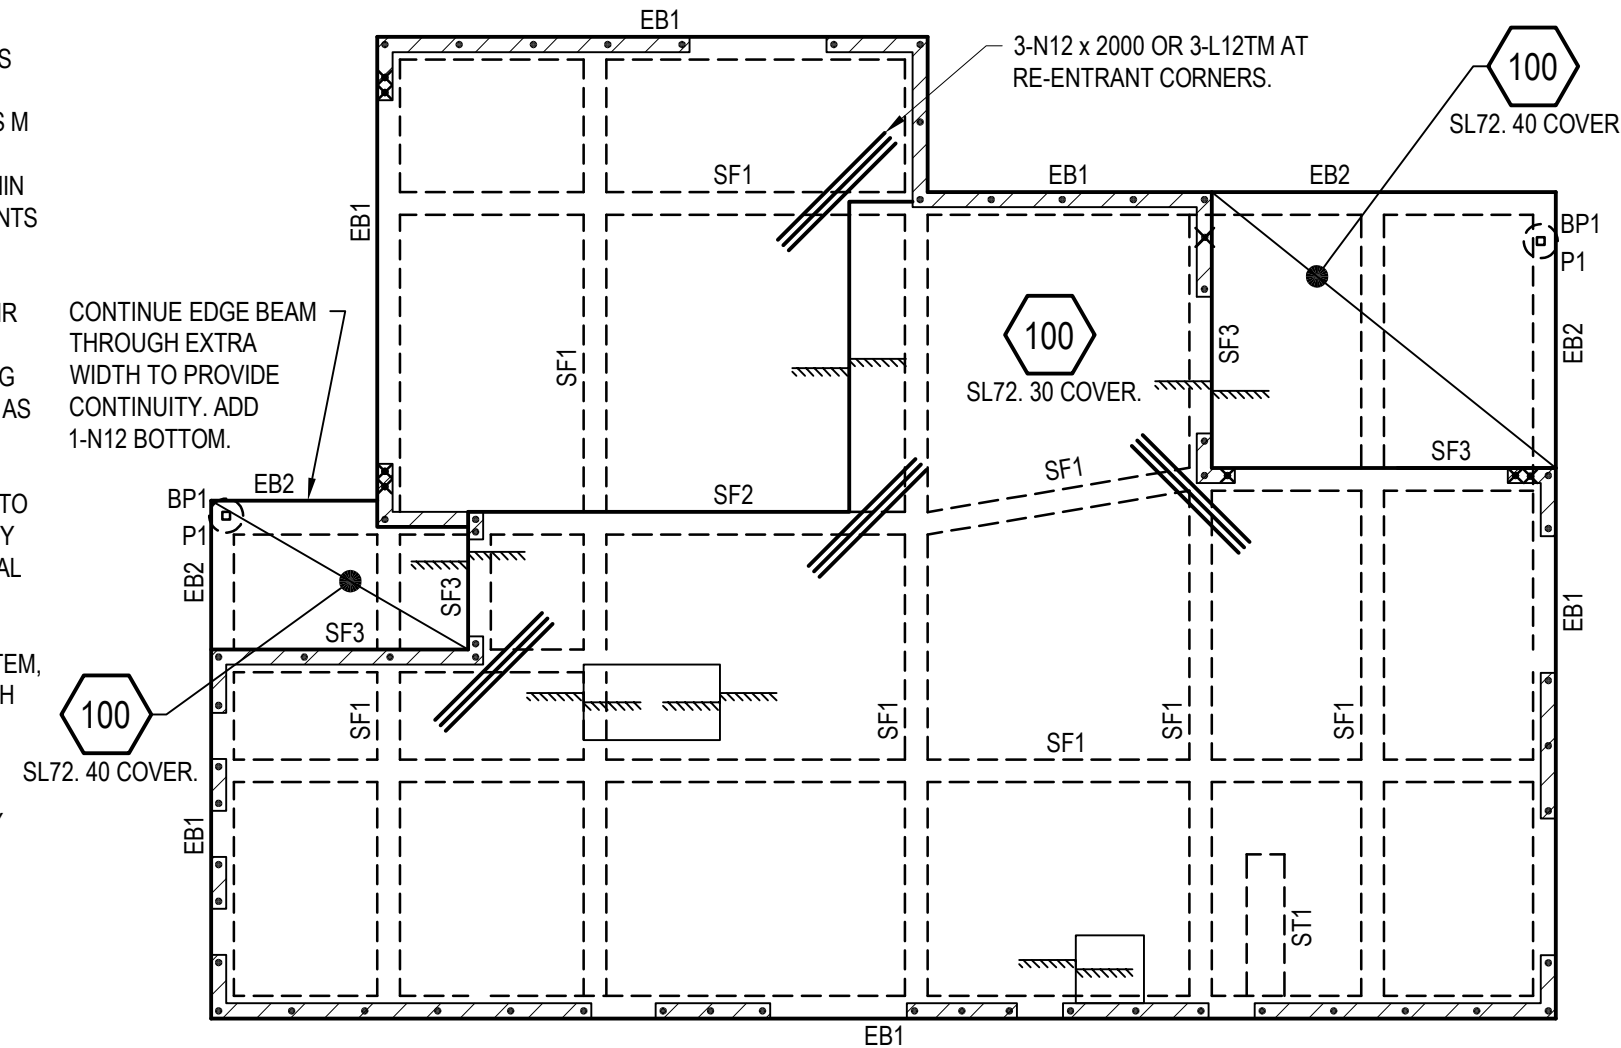 EB1
3-N12 x 2000 OR 3-L12TM AT
RE-ENTRANT CORNERS.
100
SL72. 40 COVER
S
S M
IN
NTS
IR
G
AS
TO
Y
AL
TEM,
H
Y
SF1
EB1
EB2
BP1
P1
EB1
CONTINUE EDGE BEAM
THROUGH EXTRA
WIDTH TO PROVIDE
CONTINUITY. ADD
1-N12 BOTTOM.
SF1
100
SL72. 30 COVER.
SF3
EB2
SF3
SF1
EB2
BP1
P1
SF2
EB2
SF3
SF3
EB1
100
SL72. 40 COVER.
SF1
SF1
SF1
SF1
SF1
EB1
ST1
EB1